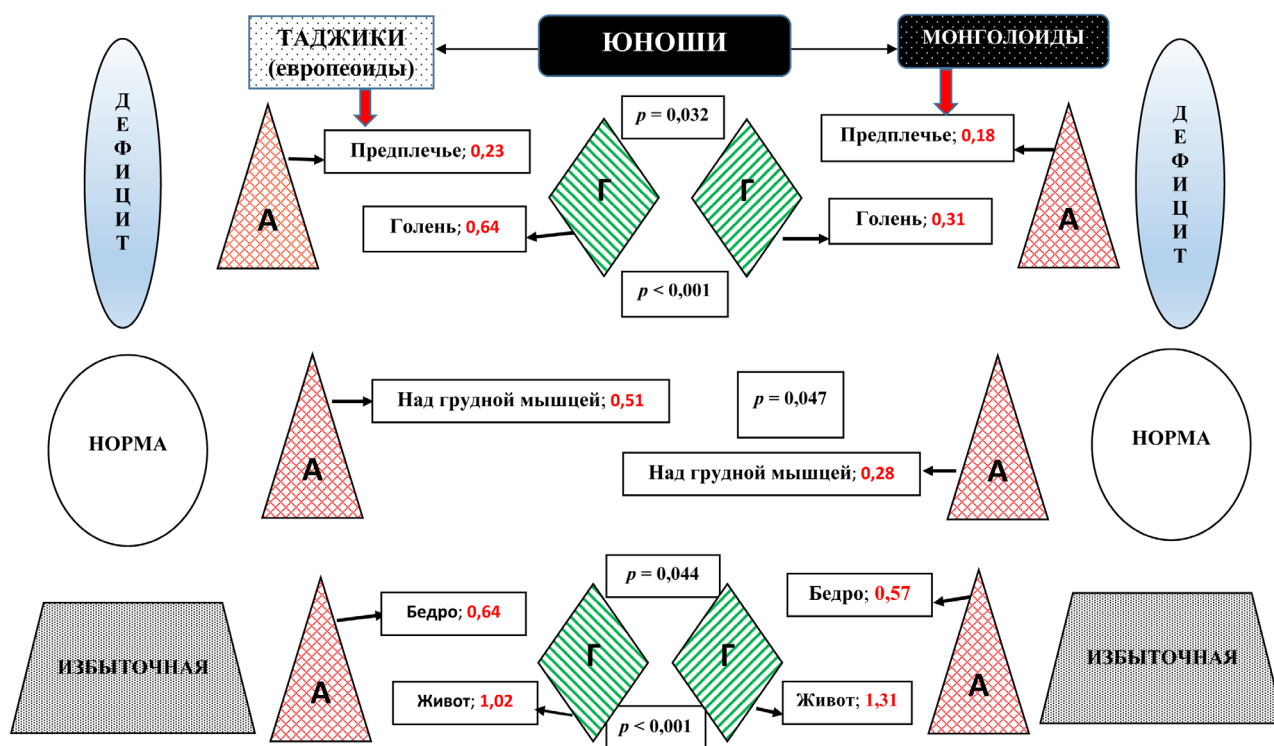 ТАДЖИКИ
(европеоиды)
ЮНОШИ
МОНГОЛОИДЫ
ДЕФИЦИТ
А
Предплечье; 0,23
p = 0,032
Предплечье; 0,18
А
ДЕФИЦИТ
Голень; 0,64
Г
Г
Голень; 0,31
p < 0,001
НОРМА
А
Над грудной мышцей; 0,51
p = 0,047
Над грудной мышцей; 0,28
А
НОРМА
p = 0,044
ИЗБЫТОЧНАЯ
А
Бедро; 0,64
Г
Г
Бедро; 0,57
А
ИЗБЫТОЧНАЯ
Живот; 1,02
Живот; 1,31
p < 0,001